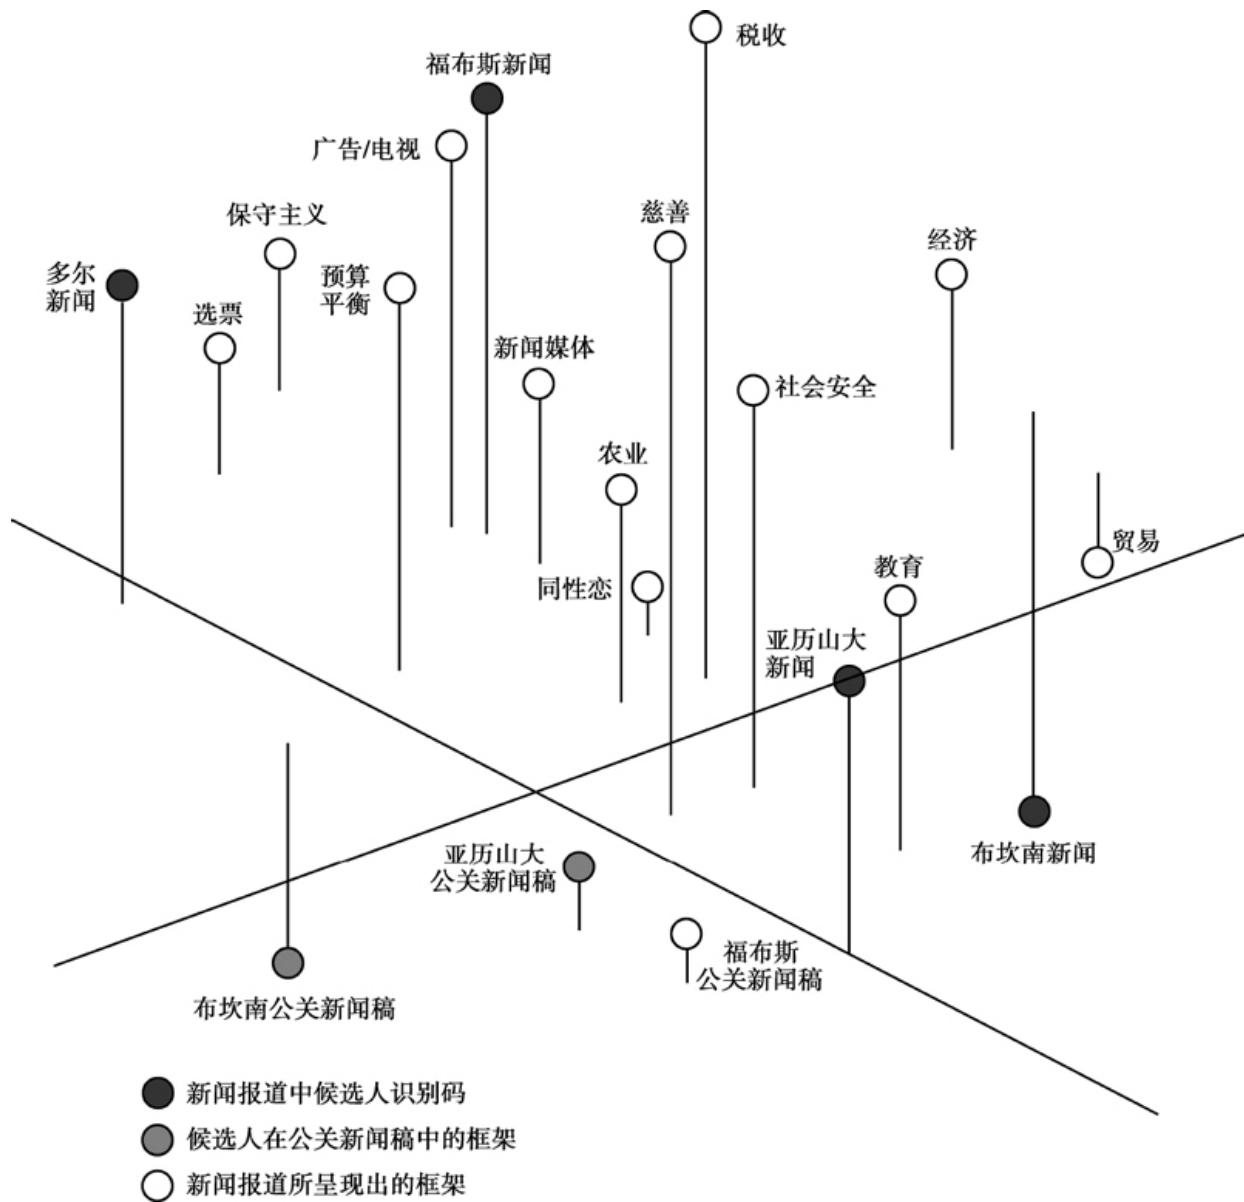 税收
福布斯新闻
广告/电视
保守主义
慈善
经济
多尔
新闻
预算
平衡
选票
新闻媒体
社会安全
农业
贸易
教育
同性恋
亚历山大
新闻
布坎南新闻
亚历山大
公关新闻稿
福布斯
公关新闻稿
布坎南公关新闻稿
新闻报道中候选人识别码
候选人在公关新闻稿中的框架
新闻报道所呈现出的框架